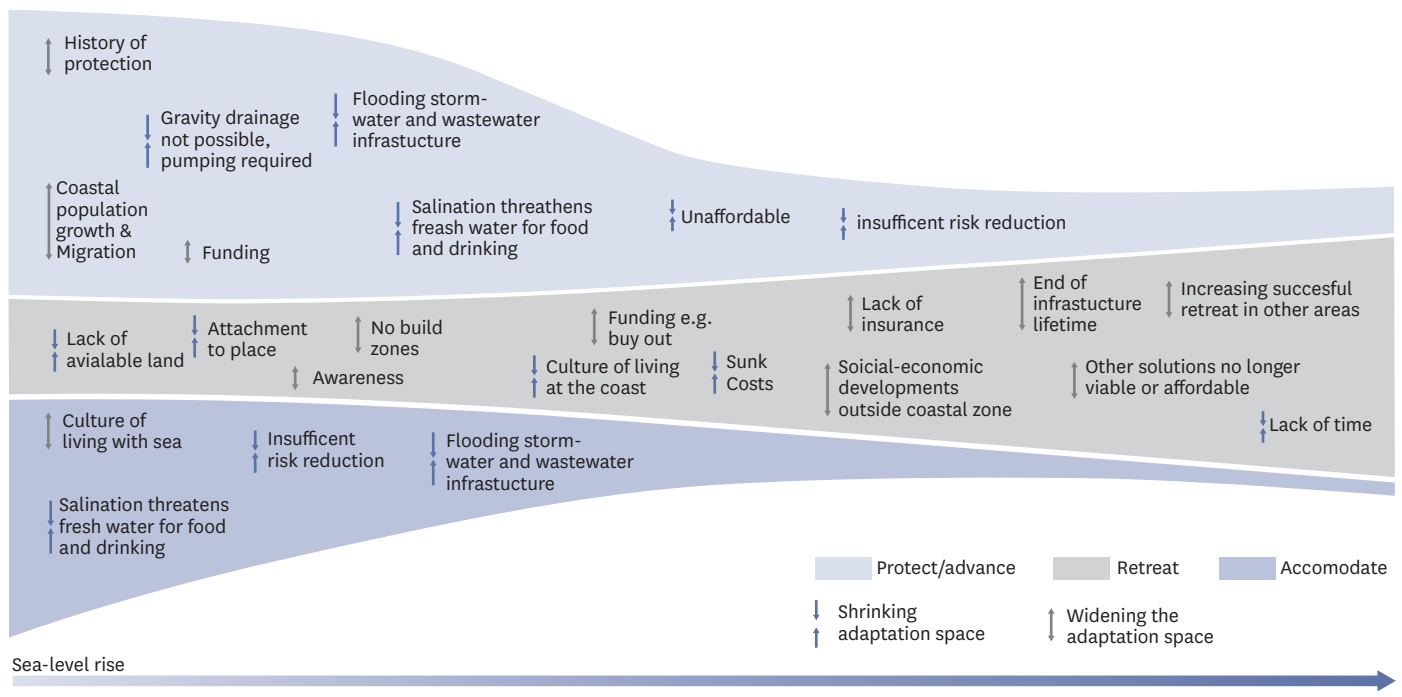 History of
protection
Gravity drainage
not possible,
pumping required
Flooding storm-
water and wastewater
infrastucture
Coastal
population
growth &
Migration
Funding
Salination threathens
freash water for food
and drinking
Unaffordable
insufficent risk reduction
Lack of
avialable land
Attachment
to place
No build
zones
Awareness
Funding e.g.
buy out
Culture of living
at the coast
Sunk
Costs
Lack of
insurance
Soicial-economic
developments
outside coastal zone
End of
infrastucture
lifetime
Increasing succesful
retreat in other areas
Other solutions no longer
viable or affordable
Lack of time
Culture of
living with sea
Insufficent
risk reduction
Flooding storm-
water and wastewater
infrastucture
Salination threatens
fresh water for food
and drinking
Protect/advance
Retreat
Accomodate
Shrinking
adaptation space
Widening the
adaptation space
Sea-level rise